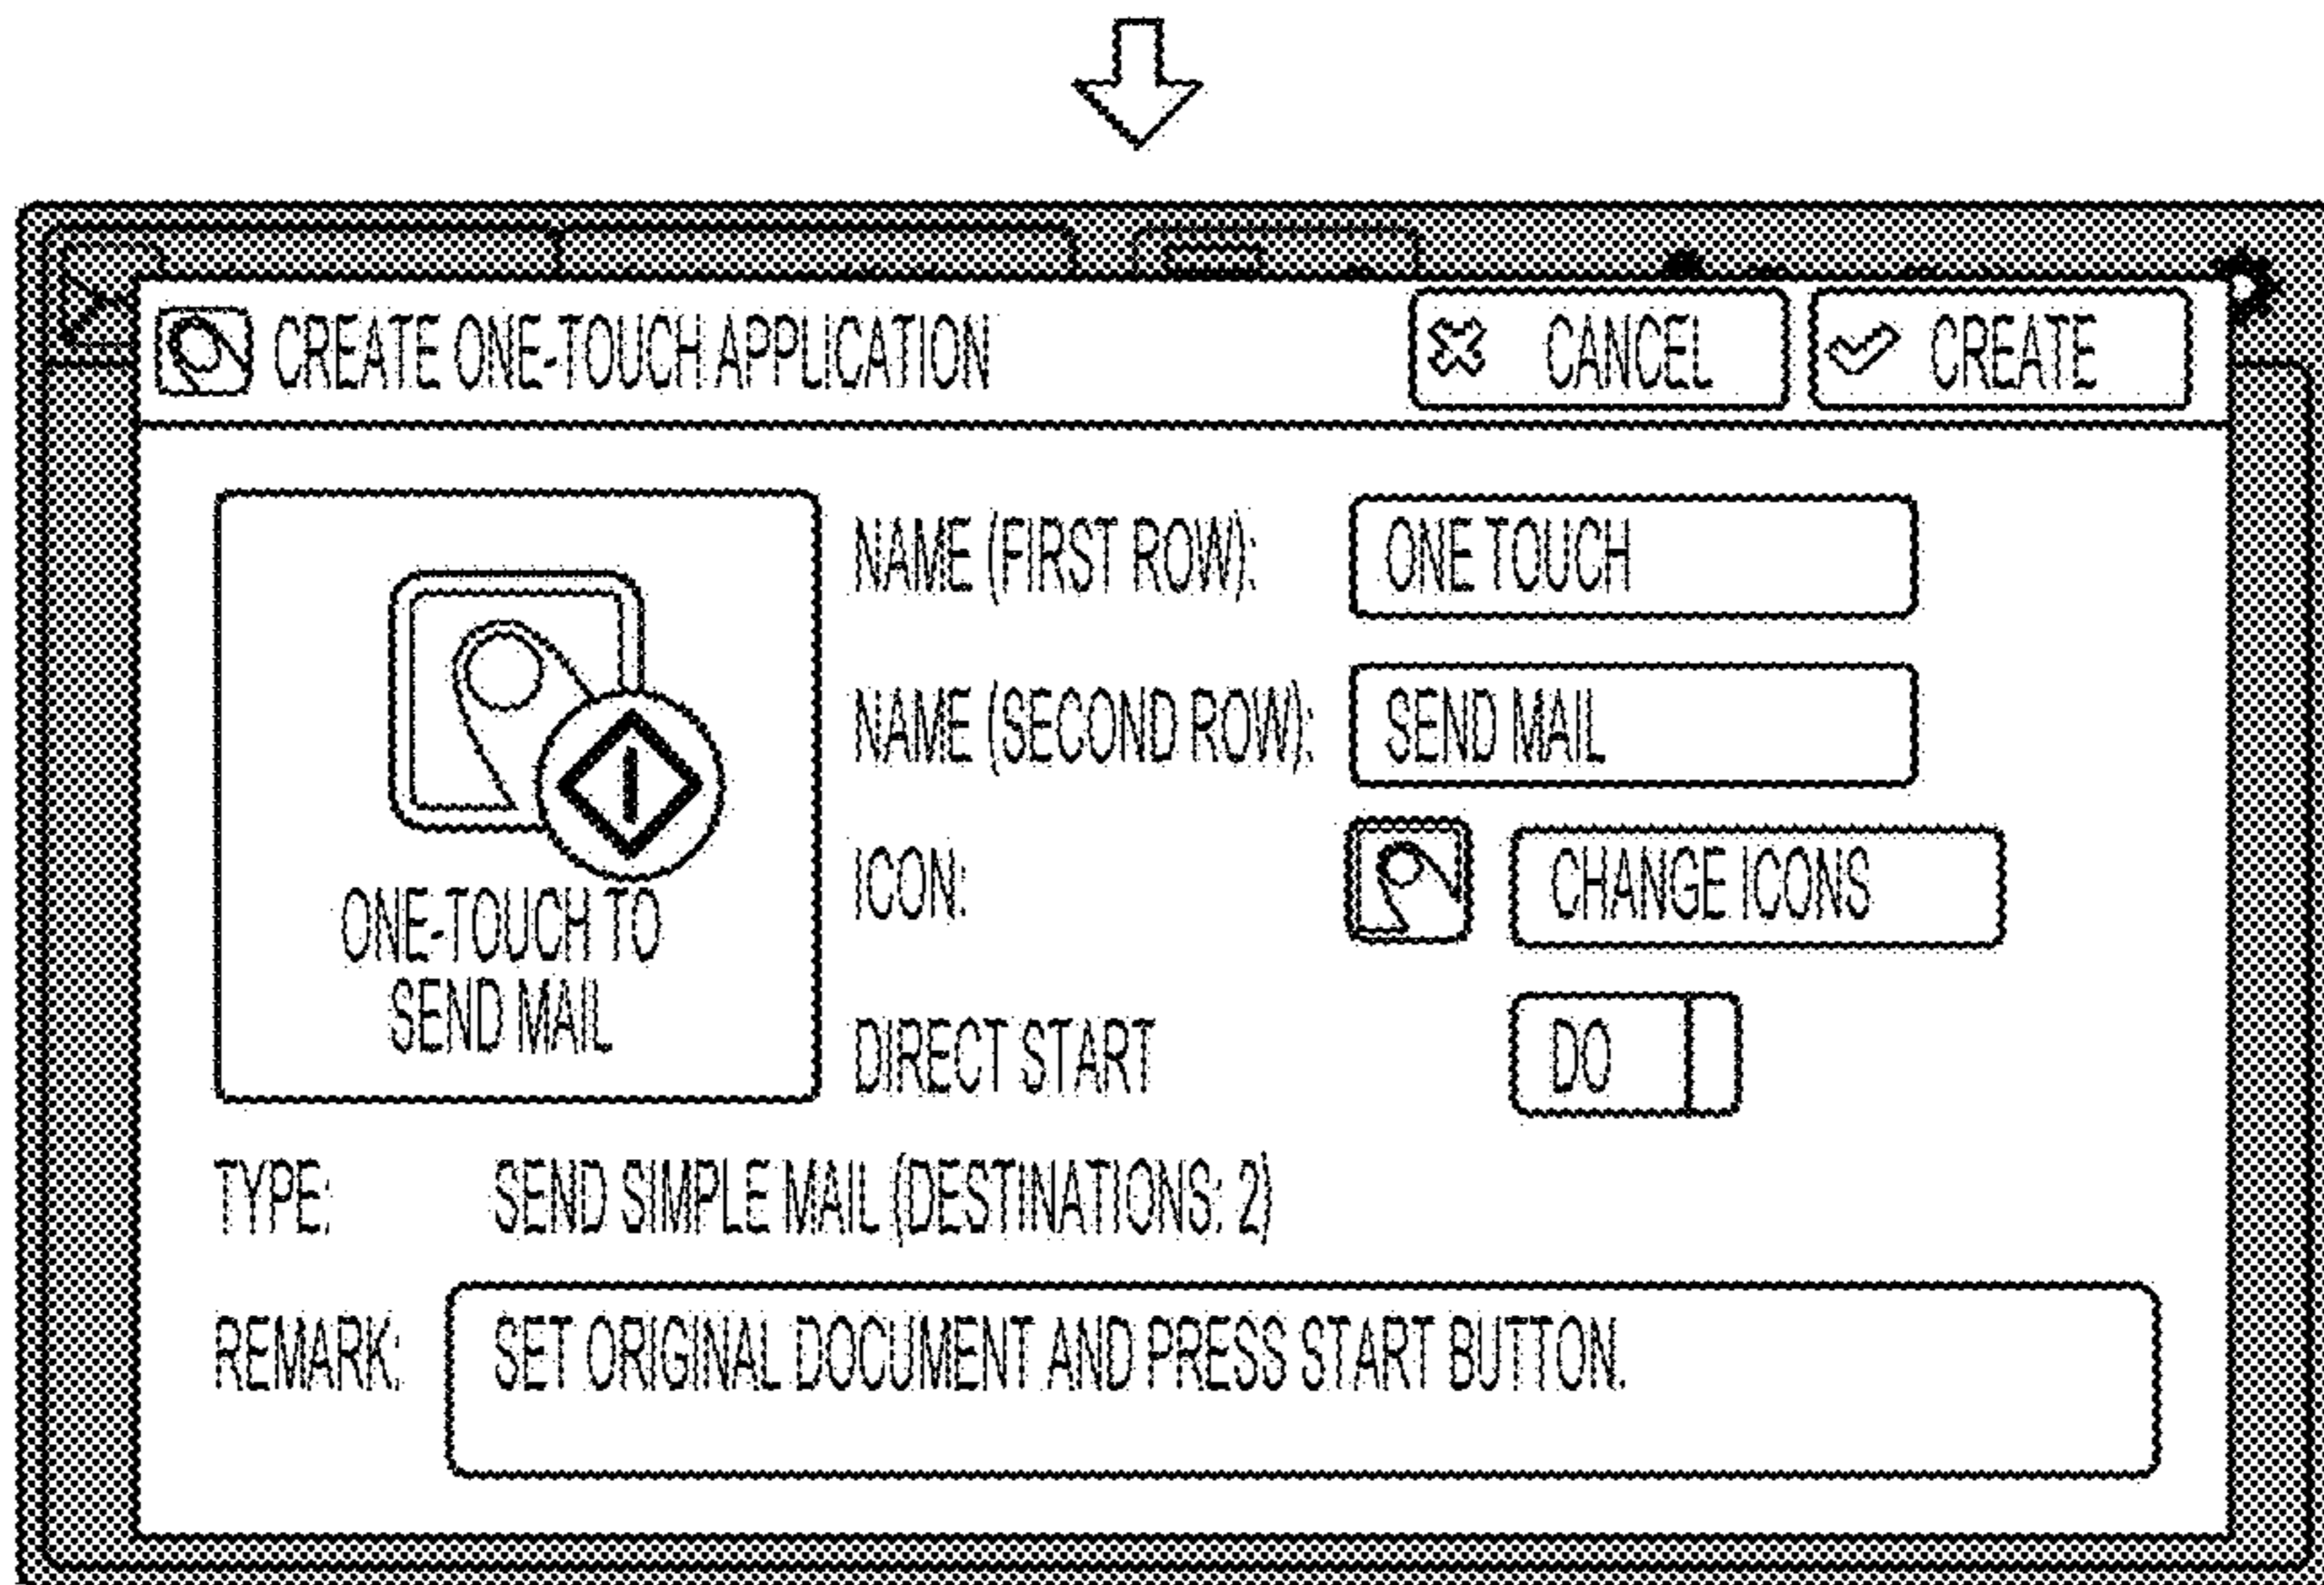 CREATE ONE-TOUCH APPLICATION
CANCEL
CREATE
NAME (FIRST ROW):
ONE TOUCH
NAME (SECOND ROW):
SEND MAIL
ICON:
CHANGE ICONS
ONE-TOUCH TO
SEND MAIL
DIRECT START
DO
TYPE:
SEND SIMPLE MAIL (DESTINATIONS: 2)
REMARK:
SET ORIGINAL DOCUMENT AND PRESS START BUTTON.